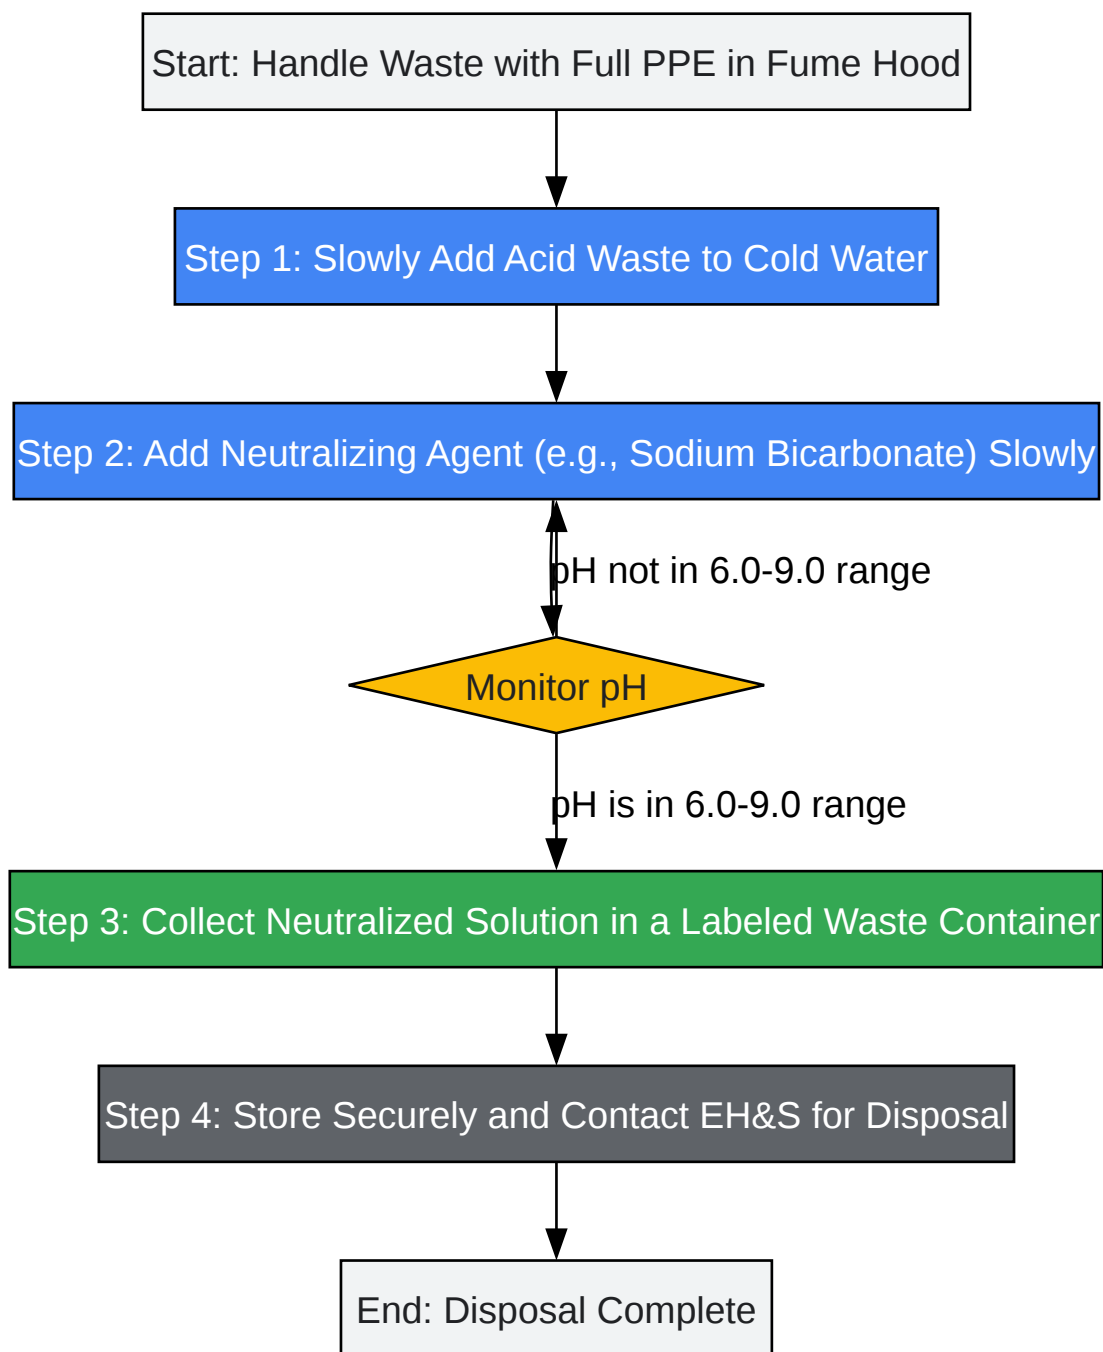 Start: Handle Waste with Full PPE in Fume Hood
Step 1: Slowly Add Acid Waste to Cold Water
Step 2: Add Neutralizing Agent (e.g., Sodium Bicarbonate) Slowly
pH not in 6.0-9.0 range
Monitor pH
pH is in 6.0-9.0 range
Step 3: Collect Neutralized Solution in a Labeled Waste Container
Step 4: Store Securely and Contact EH&S for Disposal
End: Disposal Complete